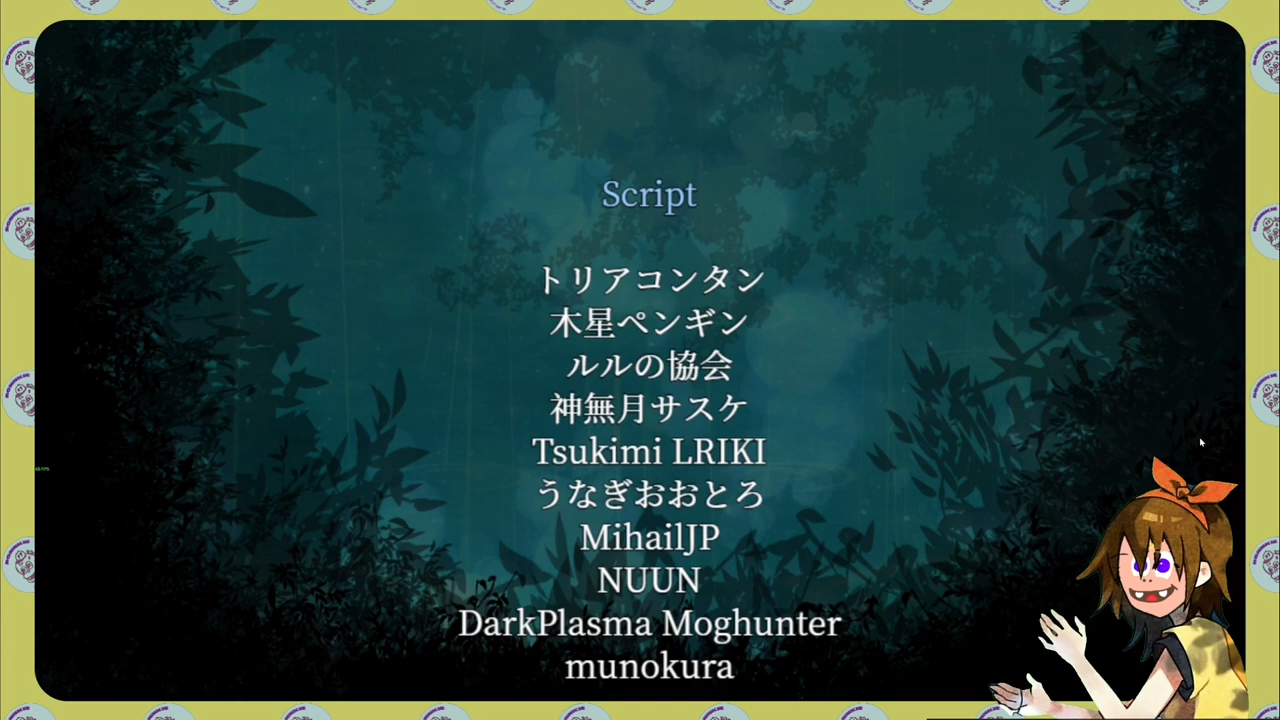 Script
トリアコンタン
木星ペンギン
ルルの協会
神無月サスケ
Tsukimi LRIKI
うなぎおおとろ
MihailJP
NUUN
DarkPlasma Moghunter
munokura